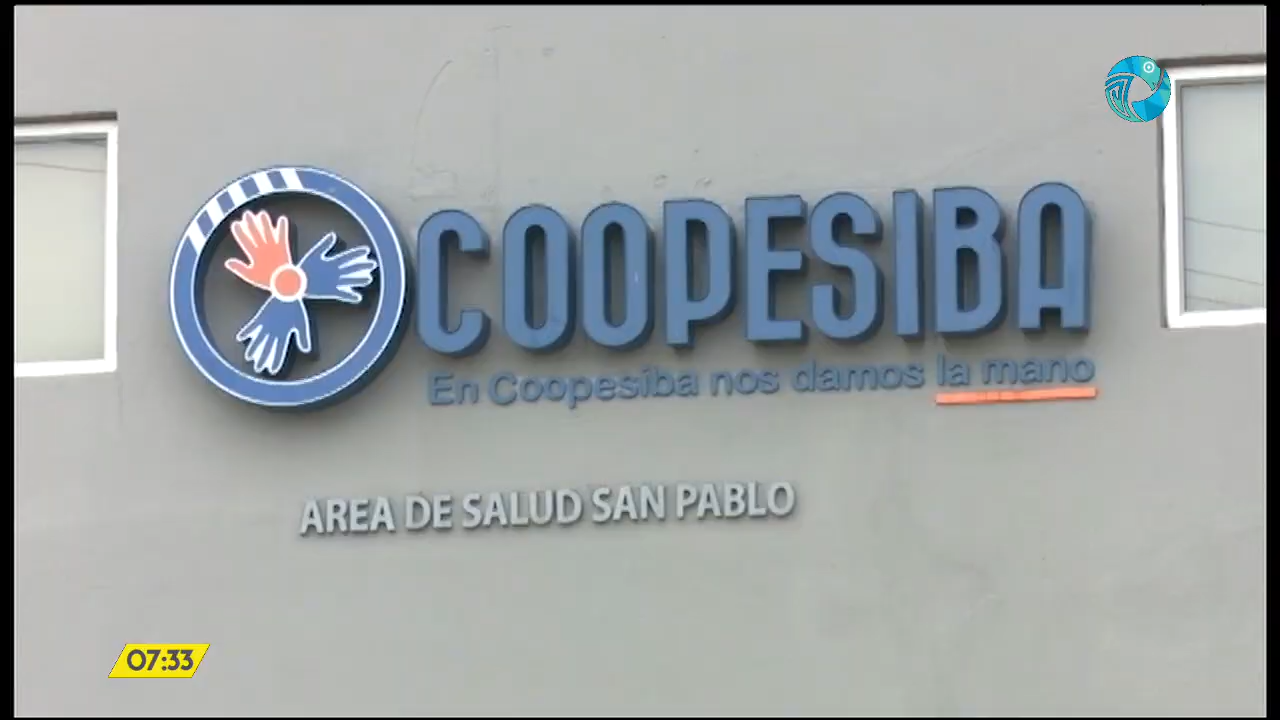 COOPESIBA
En Coopesiba nos damos la mano
AREA DE SALUD SAN PABLO
07:33